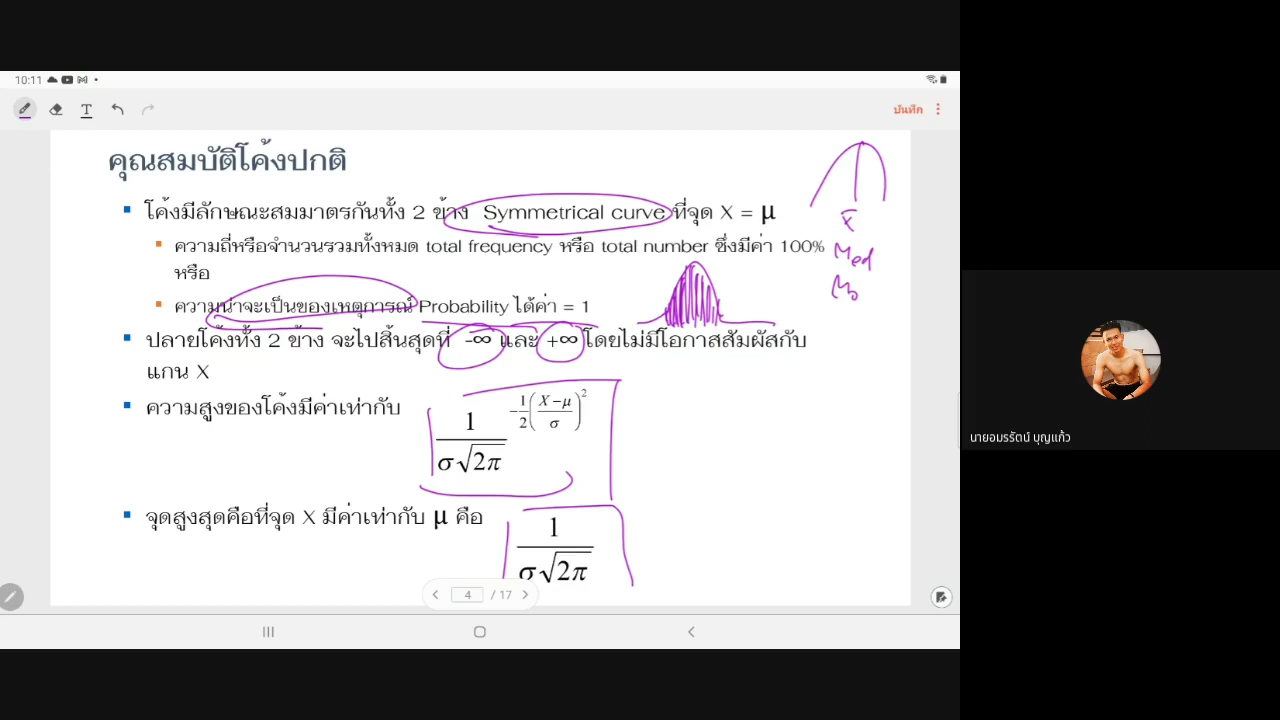 10:11
บันทึก
คุณสมบัติโค้งปกติ
โค้งมีลักษณะสมมาตรกันทั้ง 2 ข้าง Symmetrical curve ที่จุด X = μ
ความถี่หรือจำนวนรวมทั้งหมด total frequency หรือ total number ซึ่งมีค่า 100%
หรือ
ความน่าจะเป็นของเหตุการณ์ Probability ได้ค่า = 1
ปลายโค้งทั้ง 2 ข้าง จะไปสิ้นสุดที่ -∞ และ +∞ โดยไม่มีโอกาสสัมผัสกับ
แกน X
ความสูงของโค้งมีค่าเท่ากับ
1/(σ√2π) -1/2((X-μ)/σ)²
จุดสูงสุดคือที่จุด X มีค่าเท่ากับ μ คือ
1/(σ√2π)
x̄
Med
Mo
4 / 17
นายอมรรัตน์ บุญแก้ว